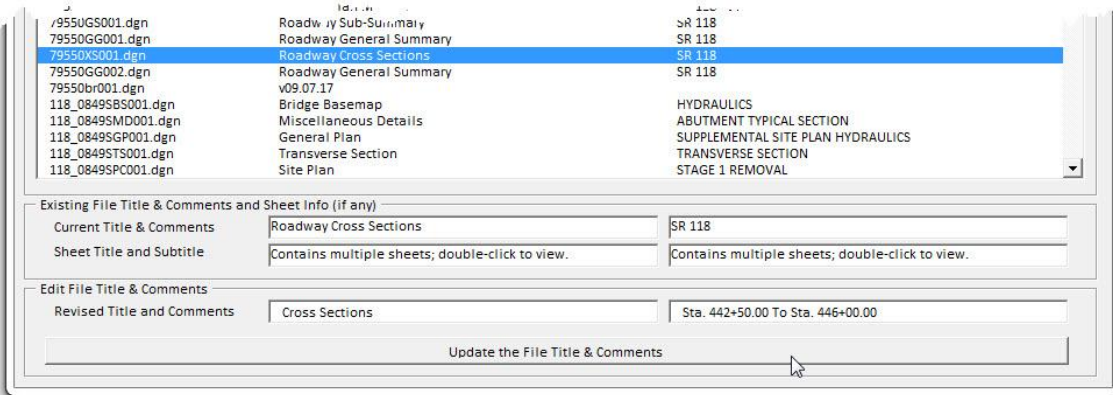 79550GS001.dgn Roadway Sub-Summary SR 118
79550GG001.dgn Roadway General Summary SR 118
79550XS001.dgn Roadway Cross Sections SR 118
79550GG002.dgn Roadway General Summary SR 118
79550br001.dgn v09.07.17
118_0849SBS001.dgn Bridge Basemap HYDRAULICS
118_0849SMD001.dgn Miscellaneous Details ABUTMENT TYPICAL SECTION
118_0849SGP001.dgn General Plan SUPPLEMENTAL SITE PLAN HYDRAULICS
118_0849STS001.dgn Transverse Section TRANSVERSE SECTION
118_0849SPC001.dgn Site Plan STAGE 1 REMOVAL
Existing File Title & Comments and Sheet Info (if any)
Current Title & Comments Roadway Cross Sections SR 118
Sheet Title and Subtitle Contains multiple sheets; double-click to view. Contains multiple sheets; double-click to view.
Edit File Title & Comments
Revised Title and Comments Cross Sections Sta. 442+50.00 To Sta. 446+00.00
Update the File Title & Comments